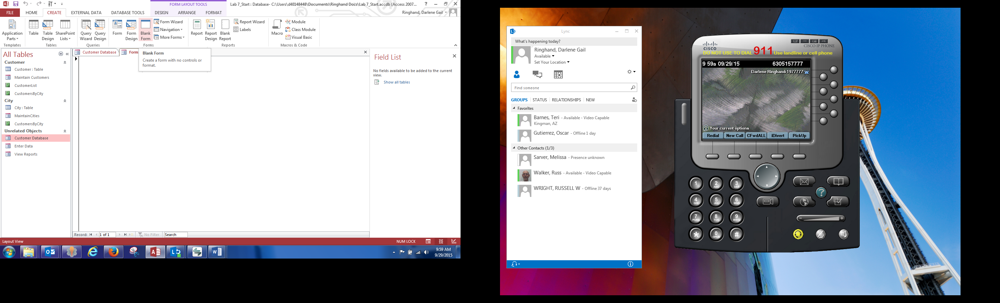 FORM LAYOUT TOOLS
Lab 7_Start : Database- C:\Users\d40148448\Documents\Ringhand Docs\Lab 7_Start.accdb (Access 2007...
FILE HOME CREATE EXTERNAL DATA DATABASE TOOLS DESIGN ARRANGE FORMAT
Ringhand, Darlene Gail
Application Parts
Table
Table Design
SharePoint Lists
Query Wizard
Query Design
Form
Form Design
Blank Form
Form Wizard
Navigation
More Forms
Report
Report Design
Blank Report
Report Wizard
Labels
Macro
Module
Class Module
Visual Basic
Templates Tables Queries Forms Reports Macros & Code
All Tables
Customer
Customer : Table
Maintain Customers
CustomerList
CustomersByCity
City
City : Table
MaintainCities
CustomersByCity
Unrelated Objects
Customer Database
Enter Data
View Reports
Customer Database
Form
Blank Form
Create a form with no controls or
format.
Field List
No fields available to be added to the current
view.
Show all tables
Record: 1 of 1 No Filter Search
Layout View
NUM LOCK
9:59 AM
9/29/2015
Lync
What's happening today?
Ringhand, Darlene Gail
Available
Set Your Location
Find someone
GROUPS STATUS RELATIONSHIPS NEW
Favorites
Barnes, Teri - Available - Video Capable
Kingman, AZ
Gutierrez, Oscar - Offline 1 day
Other Contacts (1/3)
Sarver, Melissa - Presence unknown
Walker, Russ - Available - Video Capable
WRIGHT, RUSSELL W - Offline 37 days
CISCO
CISCO IP PHONE
DO NOT USE TO DIAL 911 Use landline or cell phone
9 59a 09/29/15 6305157777
Darlene Ringhand-1977777
Your current options
Redial New Call CFwdALL iDivert PickUp
1 2 ABC 3 DEF
4 GHI 5 JKL 6 MNO
7 PQRS 8 TUV 9 WXYZ
* 0 OPER #